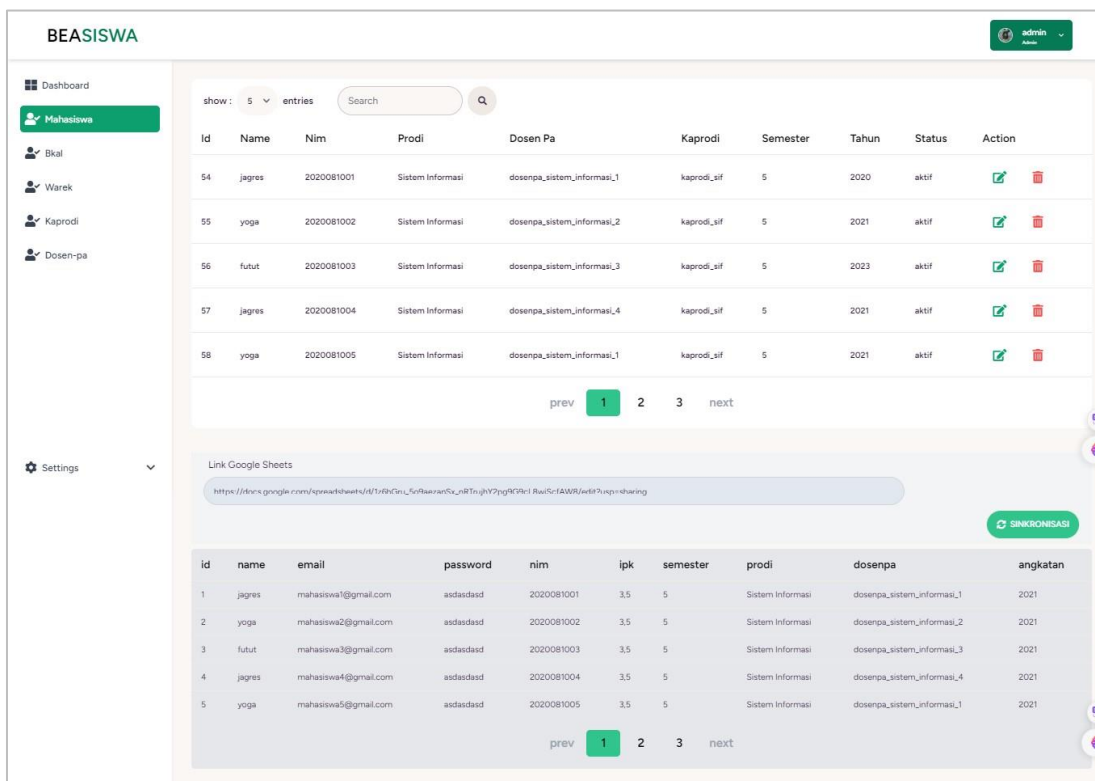 BEASISWA
admin
Admin
Dashboard
Mahasiswa
Bkal
Warek
Kaprodi
Dosen-pa
Settings
show : 5 entries Search
Id Name Nim Prodi Dosen Pa Kaprodi Semester Tahun Status Action
54 jagres 2020081001 Sistem Informasi dosenpa_sistem_informasi_1 kaprodi_sif 5 2020 aktif
55 yoga 2020081002 Sistem Informasi dosenpa_sistem_informasi_2 kaprodi_sif 5 2021 aktif
56 futut 2020081003 Sistem Informasi dosenpa_sistem_informasi_3 kaprodi_sif 5 2023 aktif
57 jagres 2020081004 Sistem Informasi dosenpa_sistem_informasi_4 kaprodi_sif 5 2021 aktif
58 yoga 2020081005 Sistem Informasi dosenpa_sistem_informasi_1 kaprodi_sif 5 2021 aktif
prev 1 2 3 next
Link Google Sheets
SINKRONISASI
id name email password nim ipk semester prodi dosenpa angkatan
1 jagres mahasiswa1@gmail.com asdasdasd 2020081001 3,5 5 Sistem Informasi dosenpa_sistem_informasi_1 2021
2 yoga mahasiswa2@gmail.com asdasdasd 2020081002 3,5 5 Sistem Informasi dosenpa_sistem_informasi_2 2021
3 futut mahasiswa3@gmail.com asdasdasd 2020081003 3,5 5 Sistem Informasi dosenpa_sistem_informasi_3 2021
4 jagres mahasiswa4@gmail.com asdasdasd 2020081004 3,5 5 Sistem Informasi dosenpa_sistem_informasi_4 2021
5 yoga mahasiswa5@gmail.com asdasdasd 2020081005 3,5 5 Sistem Informasi dosenpa_sistem_informasi_1 2021
prev 1 2 3 next